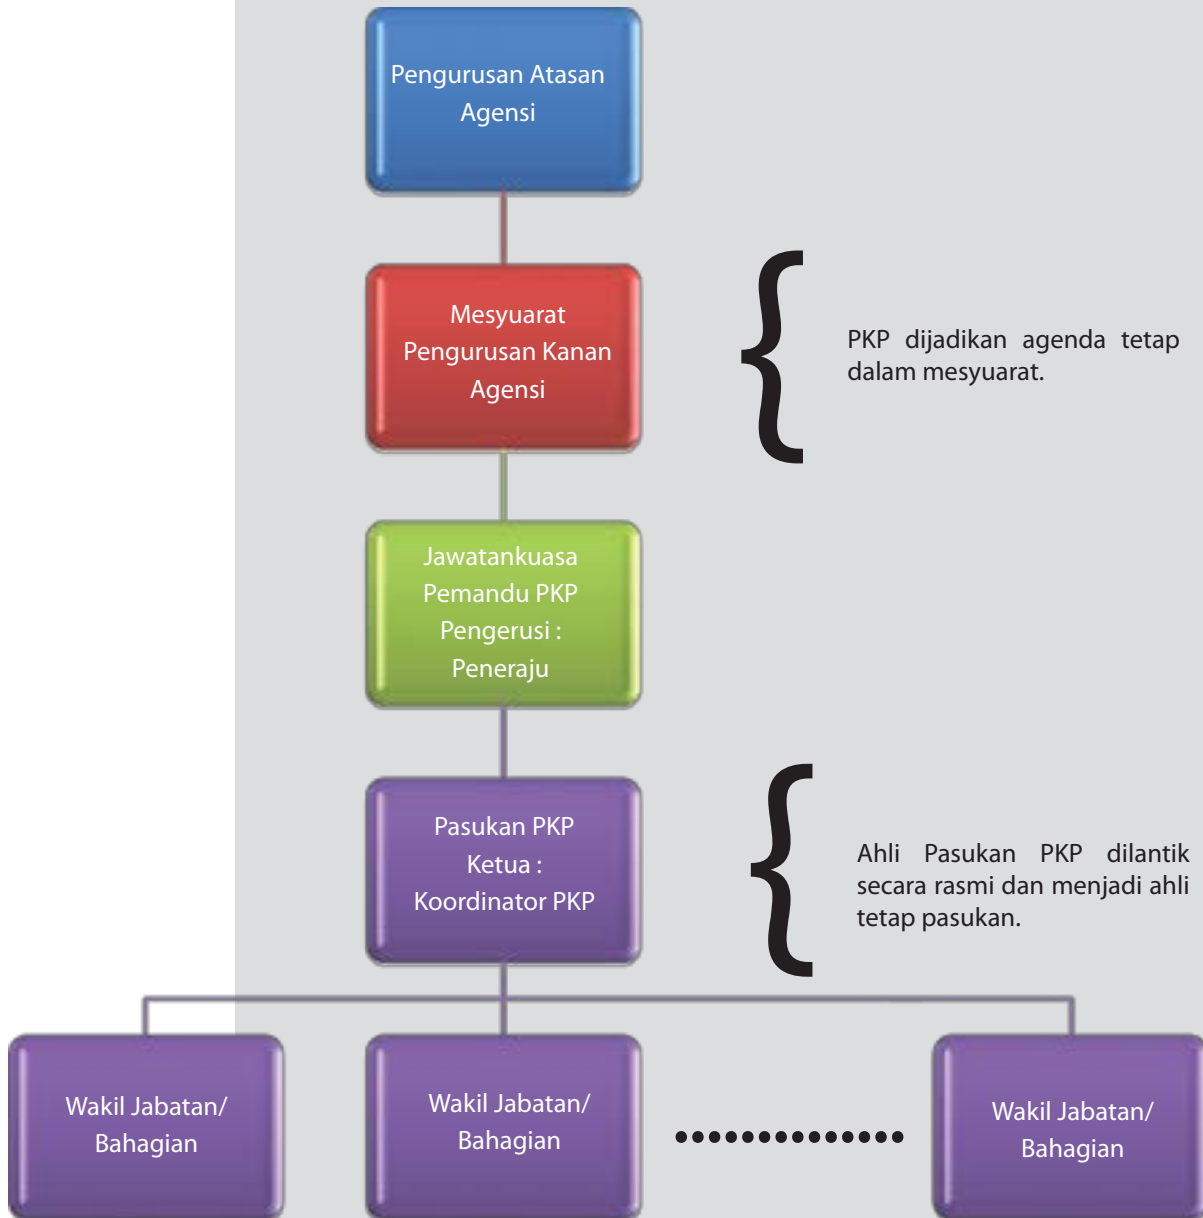 Pengurusan Atasan
Agensi
Mesyuarat
Pengurusan Kanan
Agensi
PKP dijadikan agenda tetap
dalam mesyuarat.
Jawatankuasa
Pemandu PKP
Pengerusi :
Peneraju
Pasukan PKP
Ketua :
Koordinator PKP
Ahli Pasukan PKP dilantik
secara rasmi dan menjadi ahli
tetap pasukan.
Wakil Jabatan/
Bahagian
Wakil Jabatan/
Bahagian
Wakil Jabatan/
Bahagian